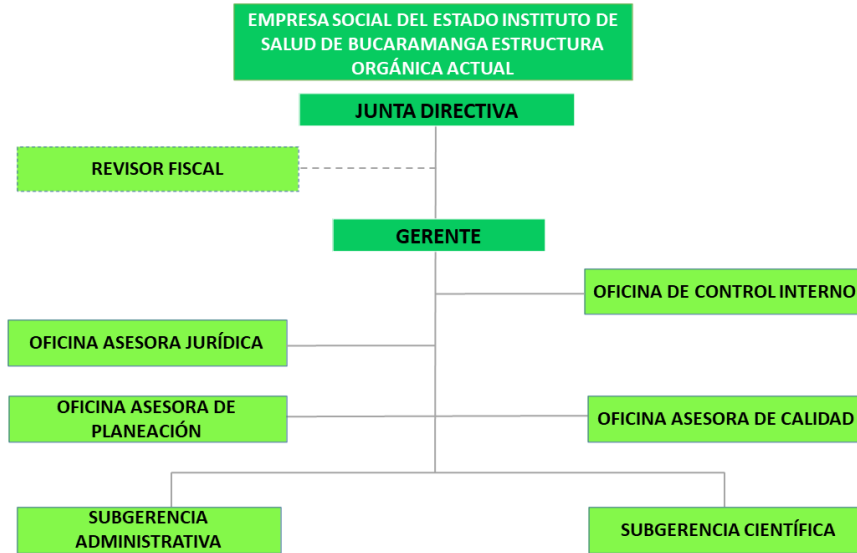 EMPRESA SOCIAL DEL ESTADO INSTITUTO DE
SALUD DE BUCARAMANGA ESTRUCTURA
ORGÁNICA ACTUAL
JUNTA DIRECTIVA
REVISOR FISCAL
GERENTE
OFICINA DE CONTROL INTERNO
OFICINA ASESORA JURÍDICA
OFICINA ASESORA DE
PLANEACIÓN
OFICINA ASESORA DE CALIDAD
SUBGERENCIA
ADMINISTRATIVA
SUBGERENCIA CIENTÍFICA